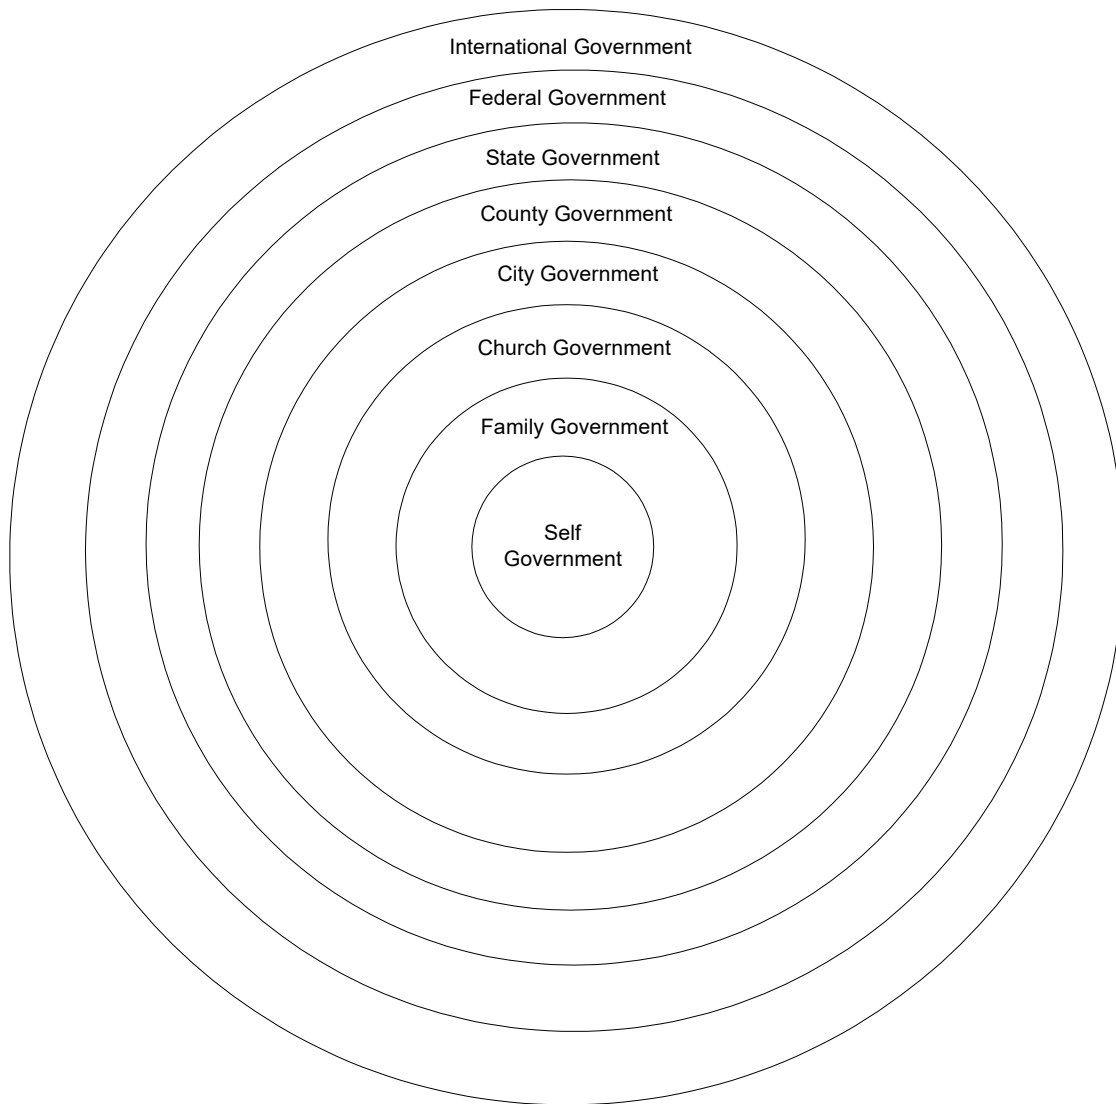 International Government
Federal Government
State Government
County Government
City Government
Church Government
Family Government
Self
Government